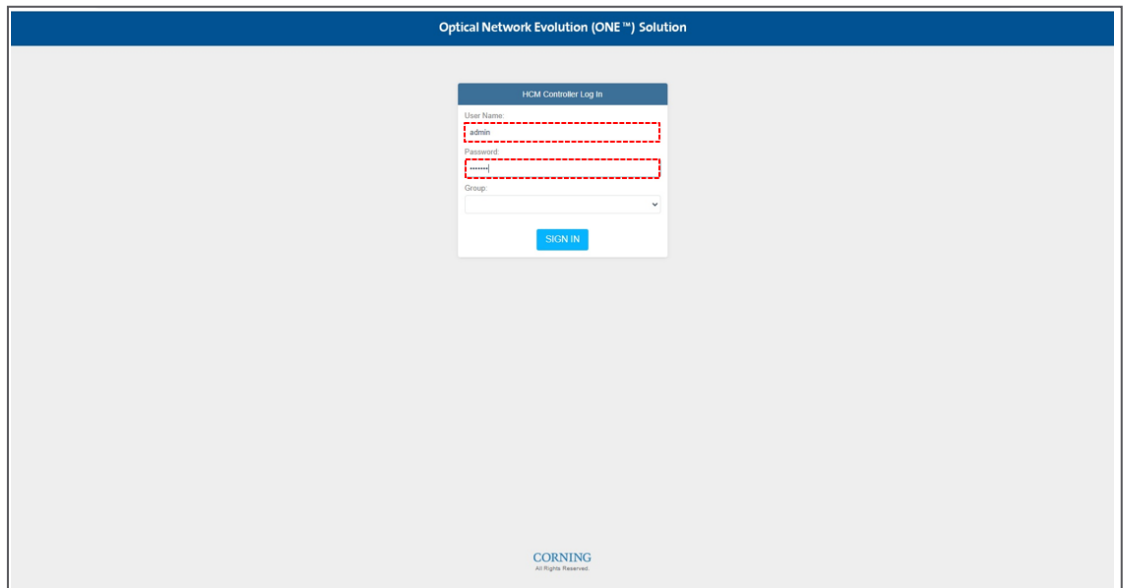 Optical Network Evolution (ONE™) Solution
HCM Controller Log In
User Name:
admin
Password:
•••••••
Group:
SIGN IN
CORNING
All Rights Reserved.